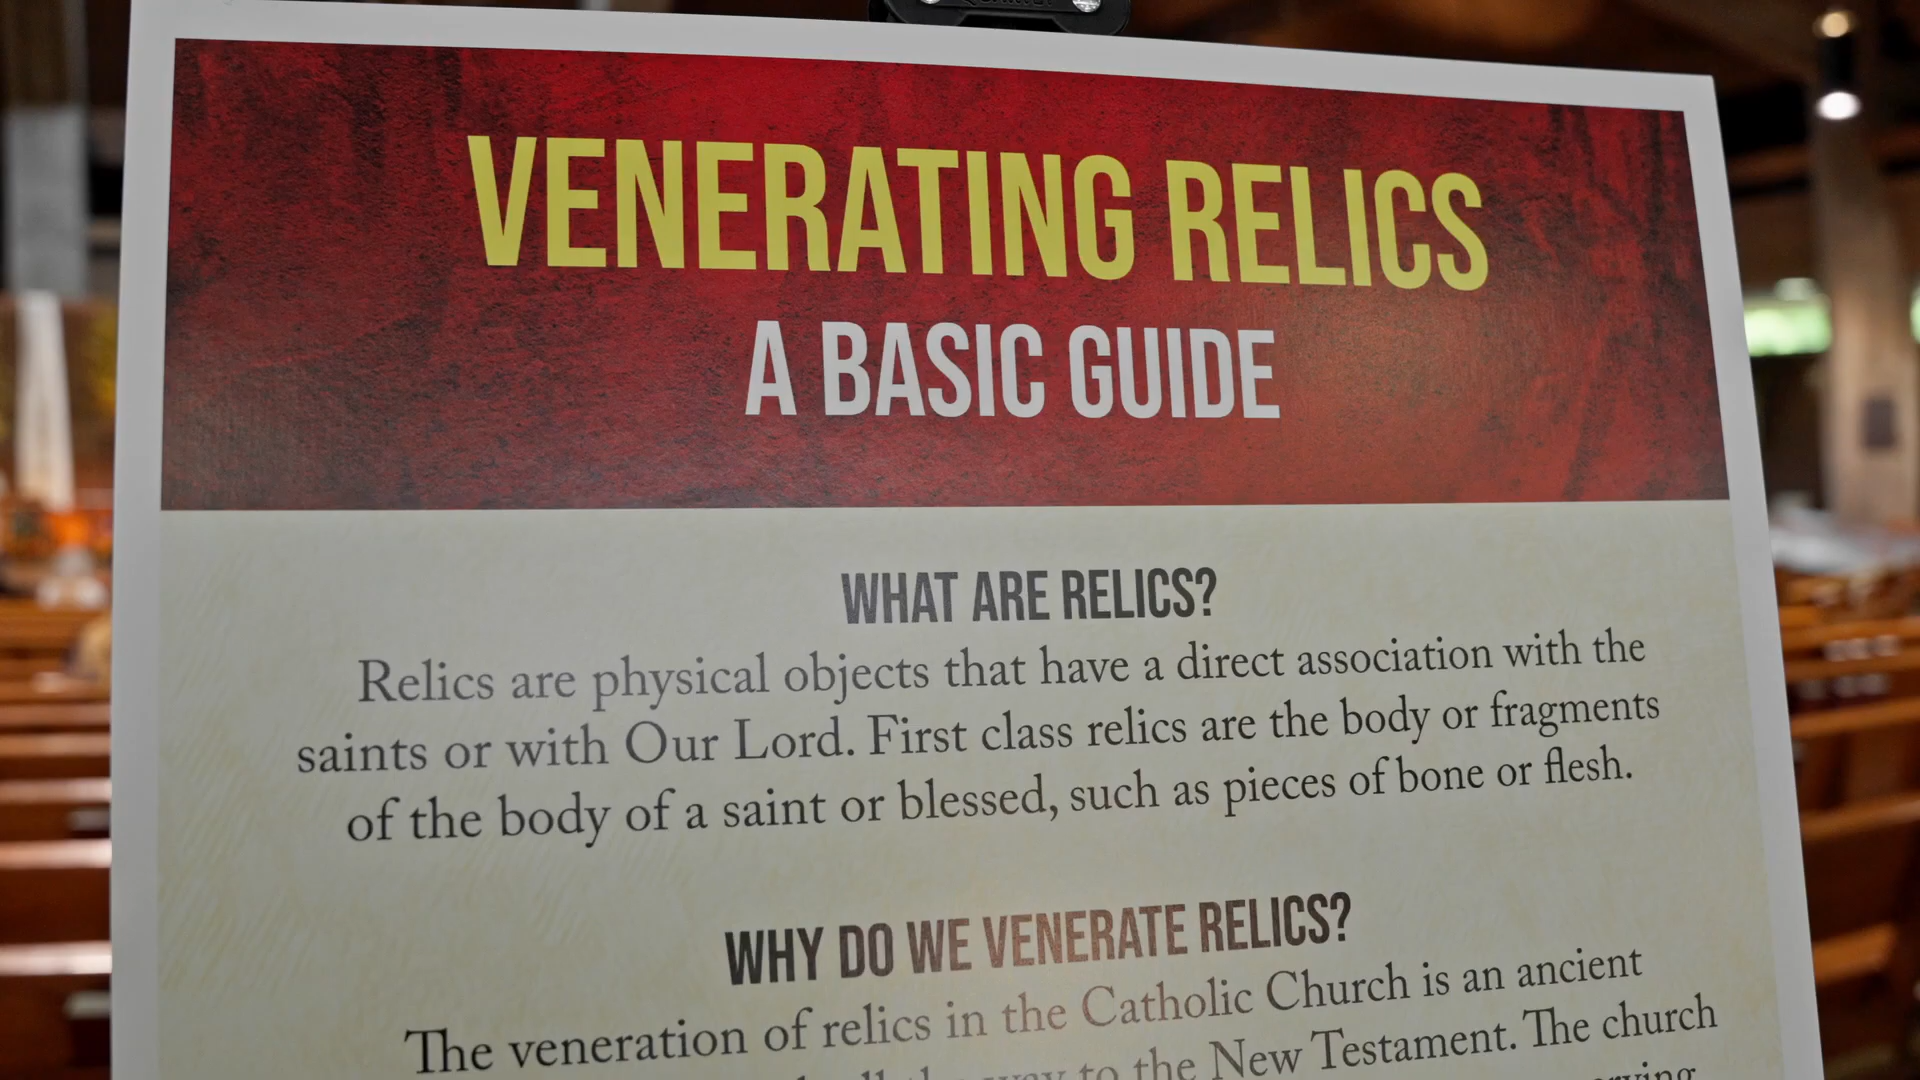 VENERATING RELICS
A BASIC GUIDE
WHAT ARE RELICS?
Relics are physical objects that have a direct association with the
saints or with Our Lord. First class relics are the body or fragments
of the body of a saint or blessed, such as pieces of bone or flesh.
WHY DO WE VENERATE RELICS?
The veneration of relics in the Catholic Church is an ancient
way to the New Testament. The church